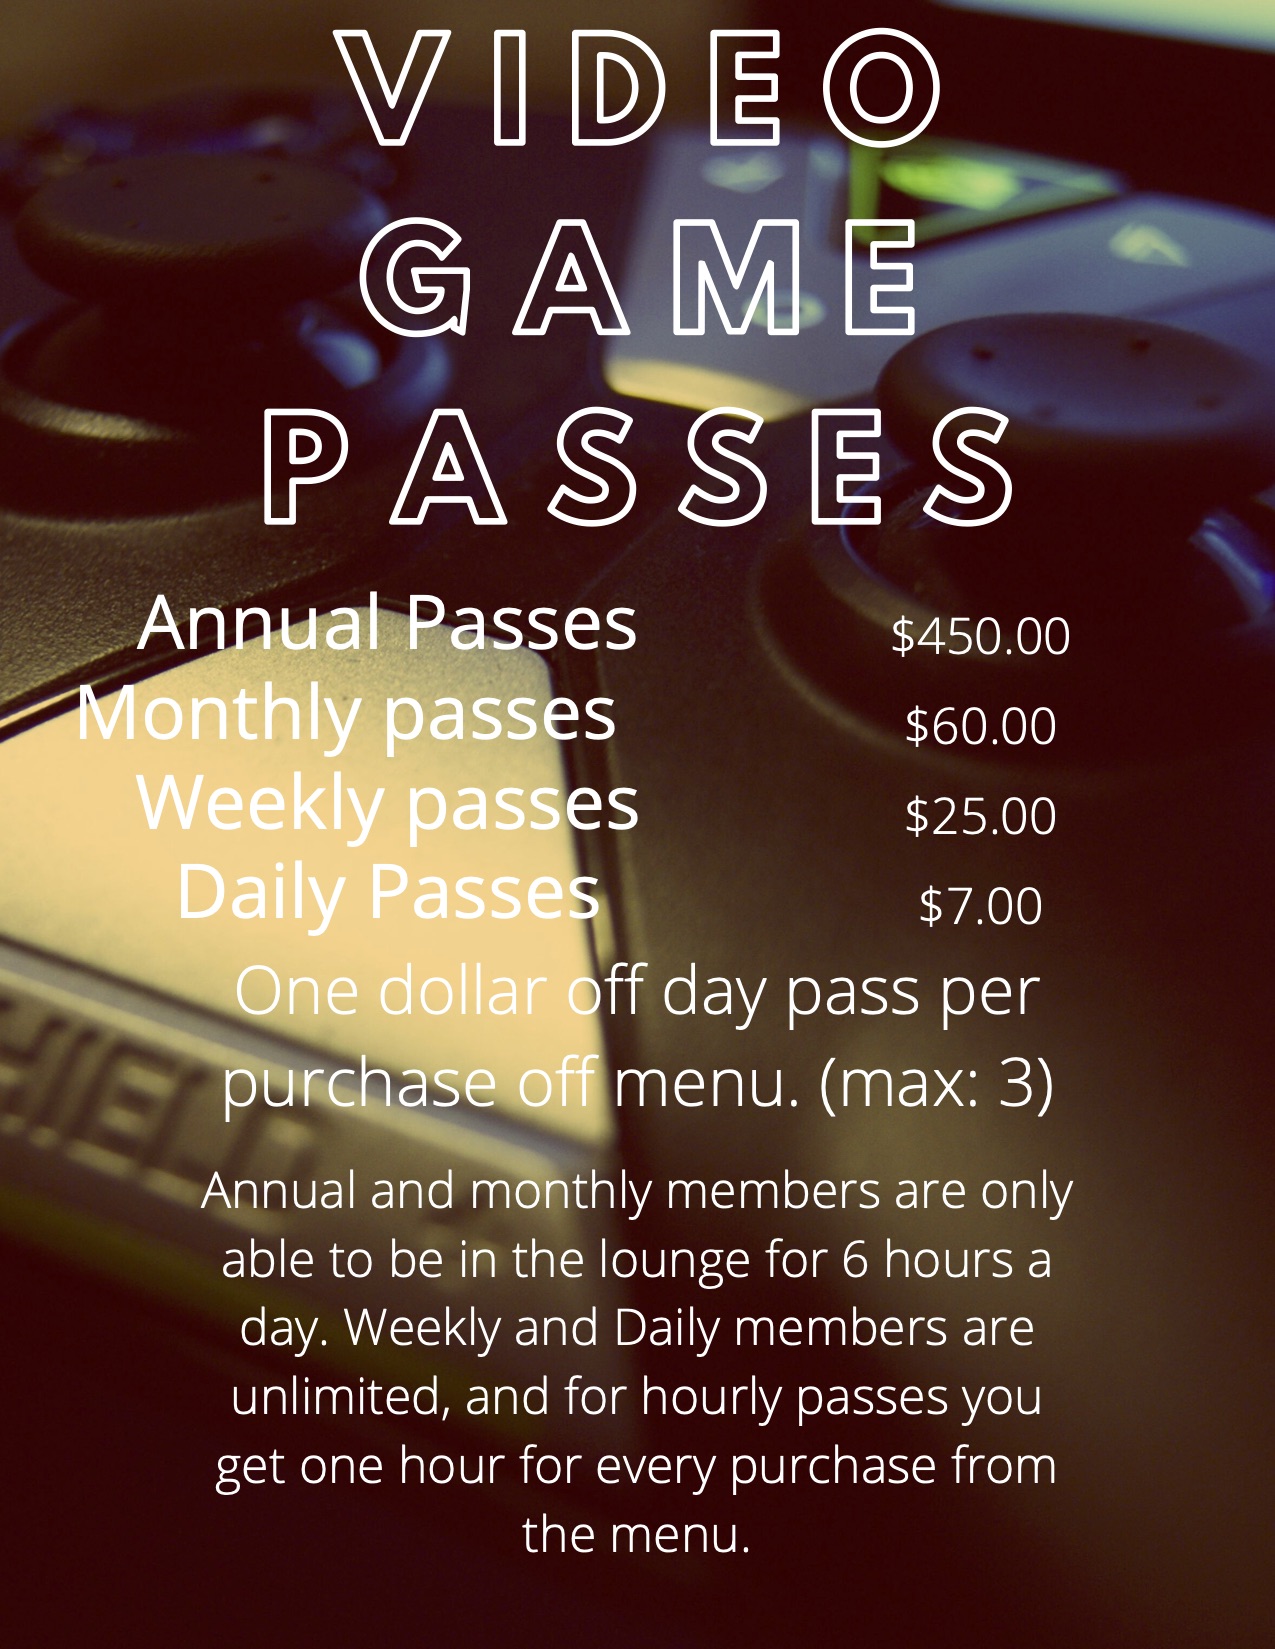 VIDEO
GAME
PASSES
Annual Passes $450.00
Monthly passes $60.00
Weekly passes $25.00
Daily Passes $7.00
One dollar off day pass per
purchase off menu. (max: 3)
Annual and monthly members are only
able to be in the lounge for 6 hours a
day. Weekly and Daily members are
unlimited, and for hourly passes you
get one hour for every purchase from
the menu.
SHIELD